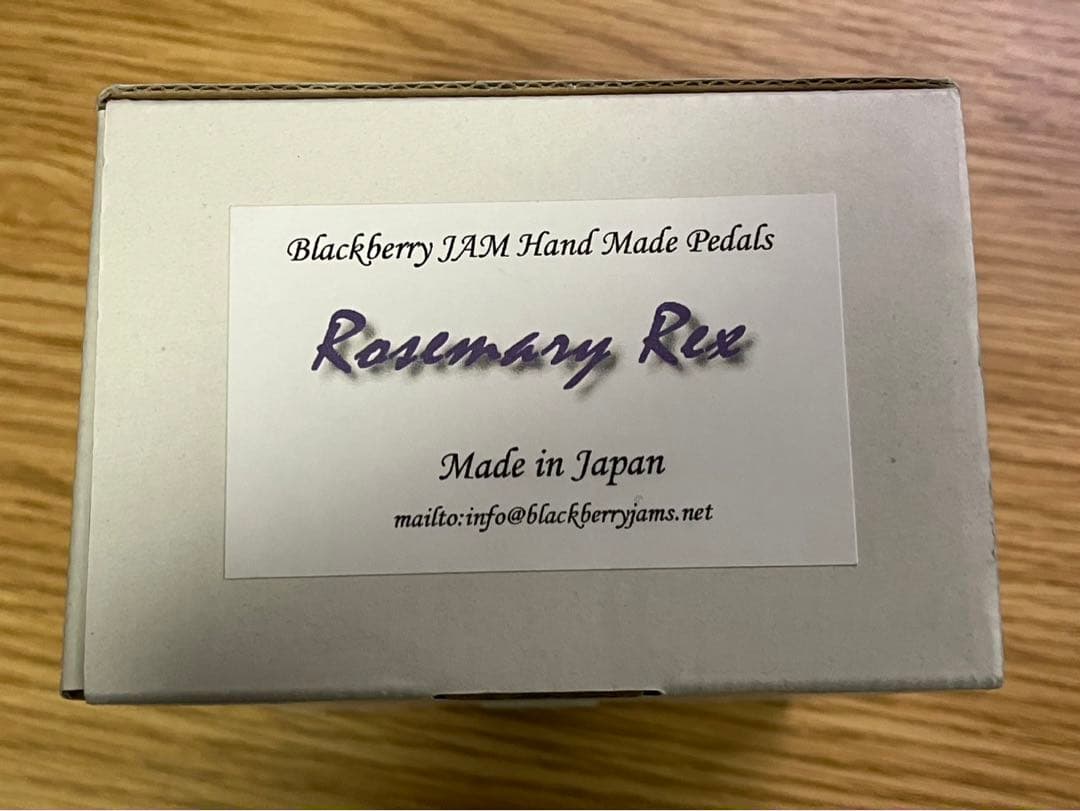 Blackberry JAM Hand Made Pedals
Rosemary Rex
Made in Japan
mailto:info@blackberryjams.net